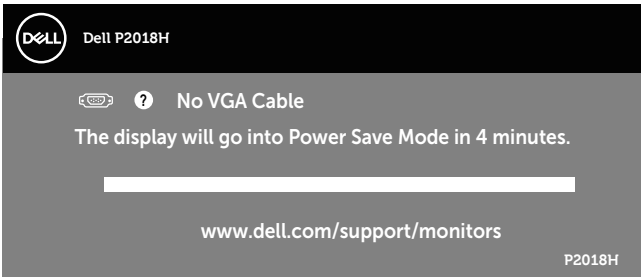 DELL Dell P2018H
? No VGA Cable
The display will go into Power Save Mode in 4 minutes.
www.dell.com/support/monitors
P2018H